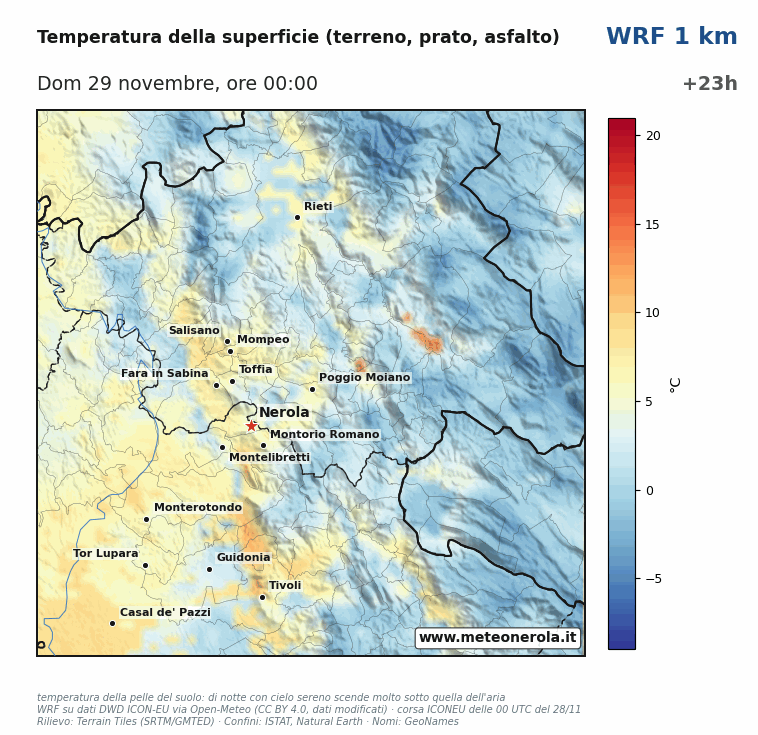 Temperatura della superficie (terreno, prato, asfalto)
WRF 1 km
Dom 29 novembre, ore 00:00
+23h
Rieti
Salisano
Mompeo
Fara in Sabina
Toffia
Poggio Moiano
Nerola
Montorio Romano
Montelibretti
Monterotondo
Tor Lupara
Guidonia
Tivoli
Casal de' Pazzi
www.meteonerola.it
20
15
10
5
0
−5
°C
temperatura della pelle del suolo: di notte con cielo sereno scende molto sotto quella dell'aria
WRF su dati DWD ICON-EU via Open-Meteo (CC BY 4.0, dati modificati) · corsa ICONEU delle 00 UTC del 28/11
Rilievo: Terrain Tiles (SRTM/GMTED) · Confini: ISTAT, Natural Earth · Nomi: GeoNames